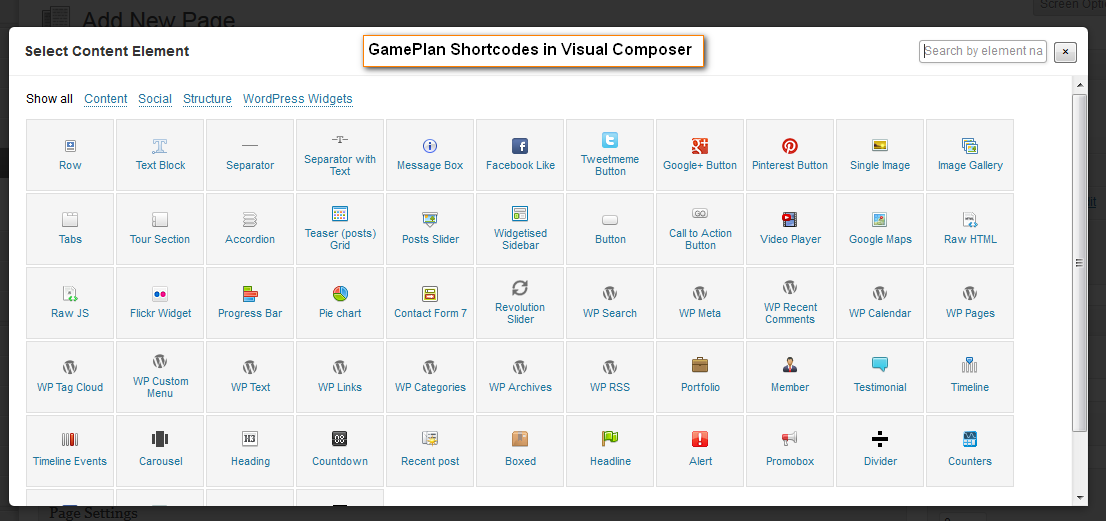 Add New Page
Screen Optio
Select Content Element
GamePlan Shortcodes in Visual Composer
Search by element na
×
Show all Content Social Structure WordPress Widgets
Row
Text Block
Separator
Separator with
Text
Message Box
Facebook Like
Tweetmeme
Button
Google+ Button
Pinterest Button
Single Image
Image Gallery
Tabs
Tour Section
Accordion
Teaser (posts)
Grid
Posts Slider
Widgetised
Sidebar
Button
GO
Call to Action
Button
Video Player
Google Maps
Raw HTML
Raw JS
Flickr Widget
Progress Bar
Pie chart
Contact Form 7
Revolution
Slider
WP Search
WP Meta
WP Recent
Comments
WP Calendar
WP Pages
WP Tag Cloud
WP Custom
Menu
WP Text
WP Links
WP Categories
WP Archives
WP RSS
Portfolio
Member
Testimonial
Timeline
Timeline Events
Carousel
H3
Heading
08
Countdown
Recent post
Boxed
Headline
Alert
Promobox
Divider
Counters
Page Settings